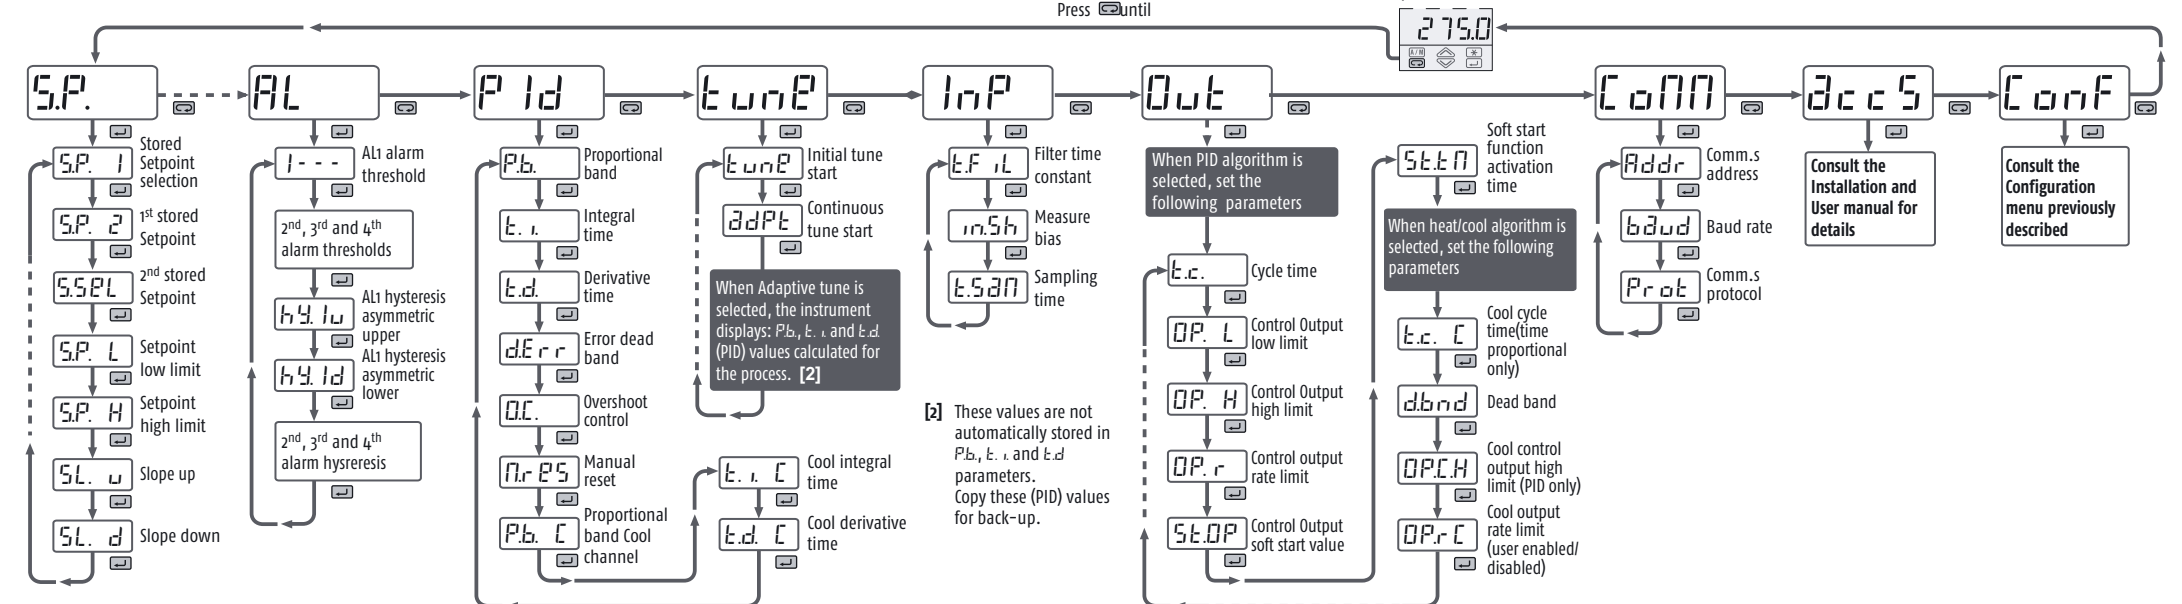 Press until
275.0
A/M
S.P.
AL
PId
tunE
InP
Out
CoMM
accS
ConF
S.P. 1
Stored
Setpoint
selection
S.P. 2
1st stored
Setpoint
S.SEL
2nd stored
Setpoint
S.P. L
Setpoint
low limit
S.P. H
Setpoint
high limit
SL. u
Slope up
SL. d
Slope down
1---
AL1 alarm
threshold
2nd, 3rd and 4th
alarm thresholds
hy.1u
AL1 hysteresis
asymmetric
upper
hy.1d
AL1 hysteresis
asymmetric
lower
2nd, 3rd and 4th
alarm hysreresis
P.b.
Proportional
band
t.i.
Integral
time
t.d.
Derivative
time
d.Err
Error dead
band
O.C.
Overshoot
control
M.rES
Manual
reset
P.b. C
Proportional
band Cool
channel
t.i. C
Cool integral
time
t.d. C
Cool derivative
time
tunE
Initial tune
start
adPt
Continuous
tune start
When Adaptive tune is
selected, the instrument
displays: P.b., t.i. and t.d.
(PID) values calculated for
the process. [2]
t.FiL
Filter time
constant
in.Sh
Measure
bias
t.SaM
Sampling
time
[2] These values are not
automatically stored in
P.b., t.i. and t.d
parameters.
Copy these (PID) values
for back-up.
When PID algorithm is
selected, set the
following parameters
t.c.
Cycle time
OP. L
Control Output
low limit
OP. H
Control Output
high limit
OP.r
Control output
rate limit
St.OP
Control Output
soft start value
St.tM
Soft start
function
activation
time
When heat/cool algorithm is
selected, set the following
parameters
t.c. C
Cool cycle
time(time
proportional
only)
d.bnd
Dead band
OP.C.H
Cool control
output high
limit (PID only)
OP.r C
Cool output
rate limit
(user enabled/
disabled)
Addr
Comm.s
address
baud
Baud rate
Prot
Comm.s
protocol
Consult the
Installation and
User manual for
details
Consult the
Configuration
menu previously
described